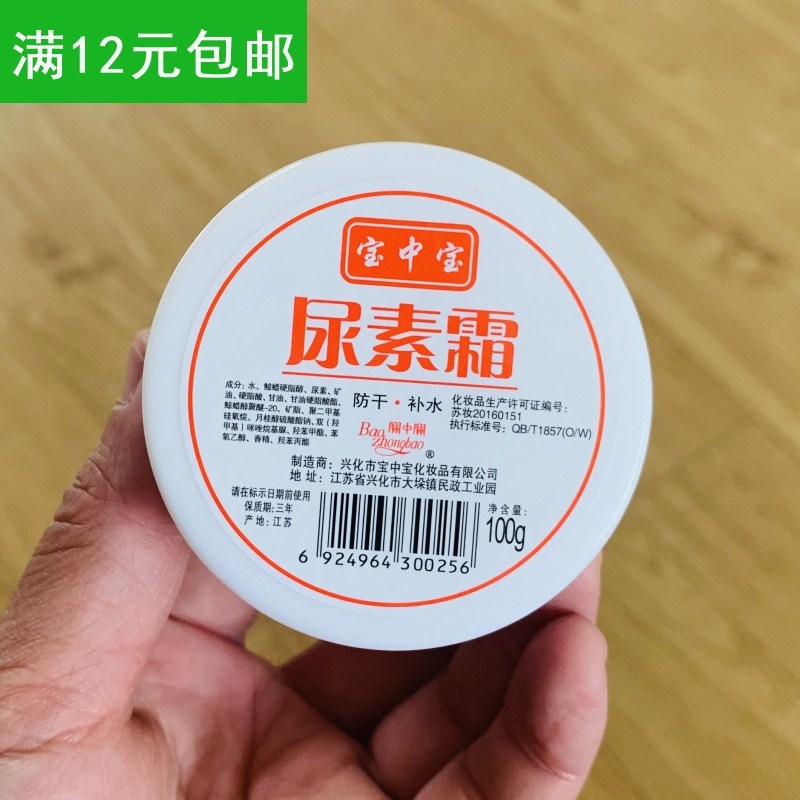 满12元包邮
宝中宝
尿素霜
成分：水、鲸蜡硬脂醇、尿素、矿
油、硬脂酸、甘油、甘油硬脂酸酯、
鲸蜡醇聚醚-20、矿脂、聚二甲基
硅氧烷、月桂醇硫酸酯钠、双（羟
甲基）咪唑烷基脲、羟苯甲酯、苯
氧乙醇、香精、羟苯丙酯
防干·补水
化妆品生产许可证编号：
苏妆20160151
执行标准号：QB/T1857(O/W)
Bao
Zhongbao
®
制造商：兴化市宝中宝化妆品有限公司
地 址：江苏省兴化市大垛镇民政工业园
请在标示日期前使用
保质期：三年
产地：江苏
净含量：
100g
6 924964 300256